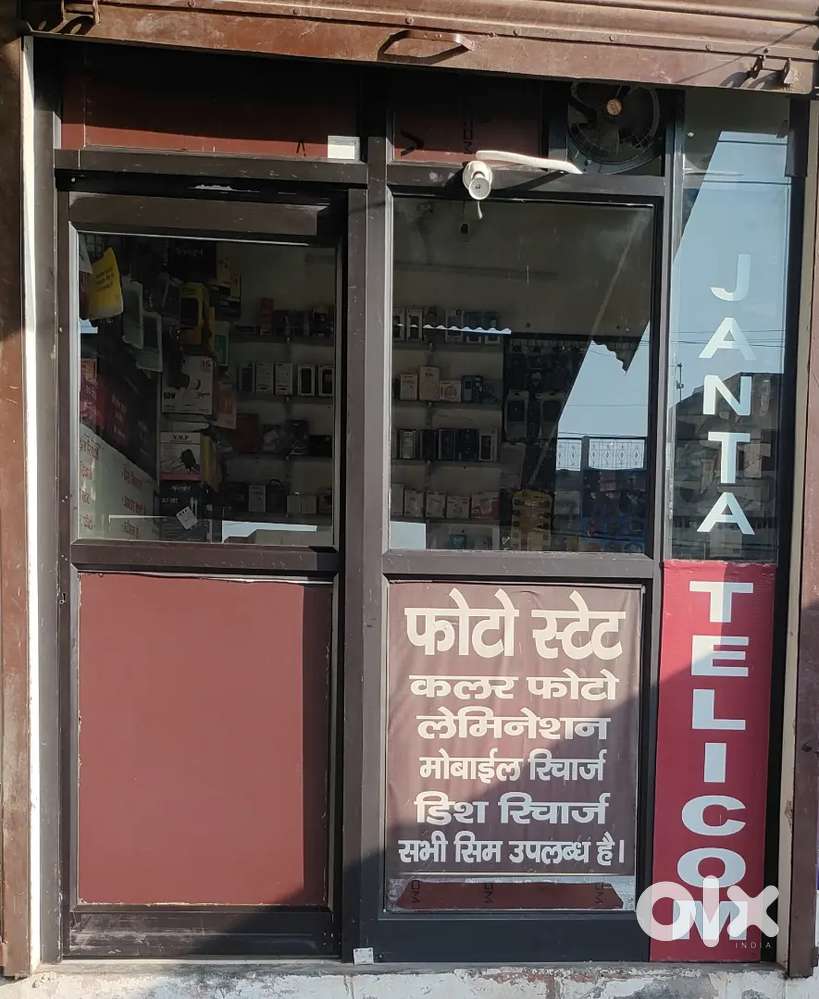 फोटो स्टेट
कलर फोटो
लेमिनेशन
मोबाईल रिचार्ज
डिश रिचार्ज
सभी सिम उपलब्ध है।
JANTA
TELICOM
olx
INDIA